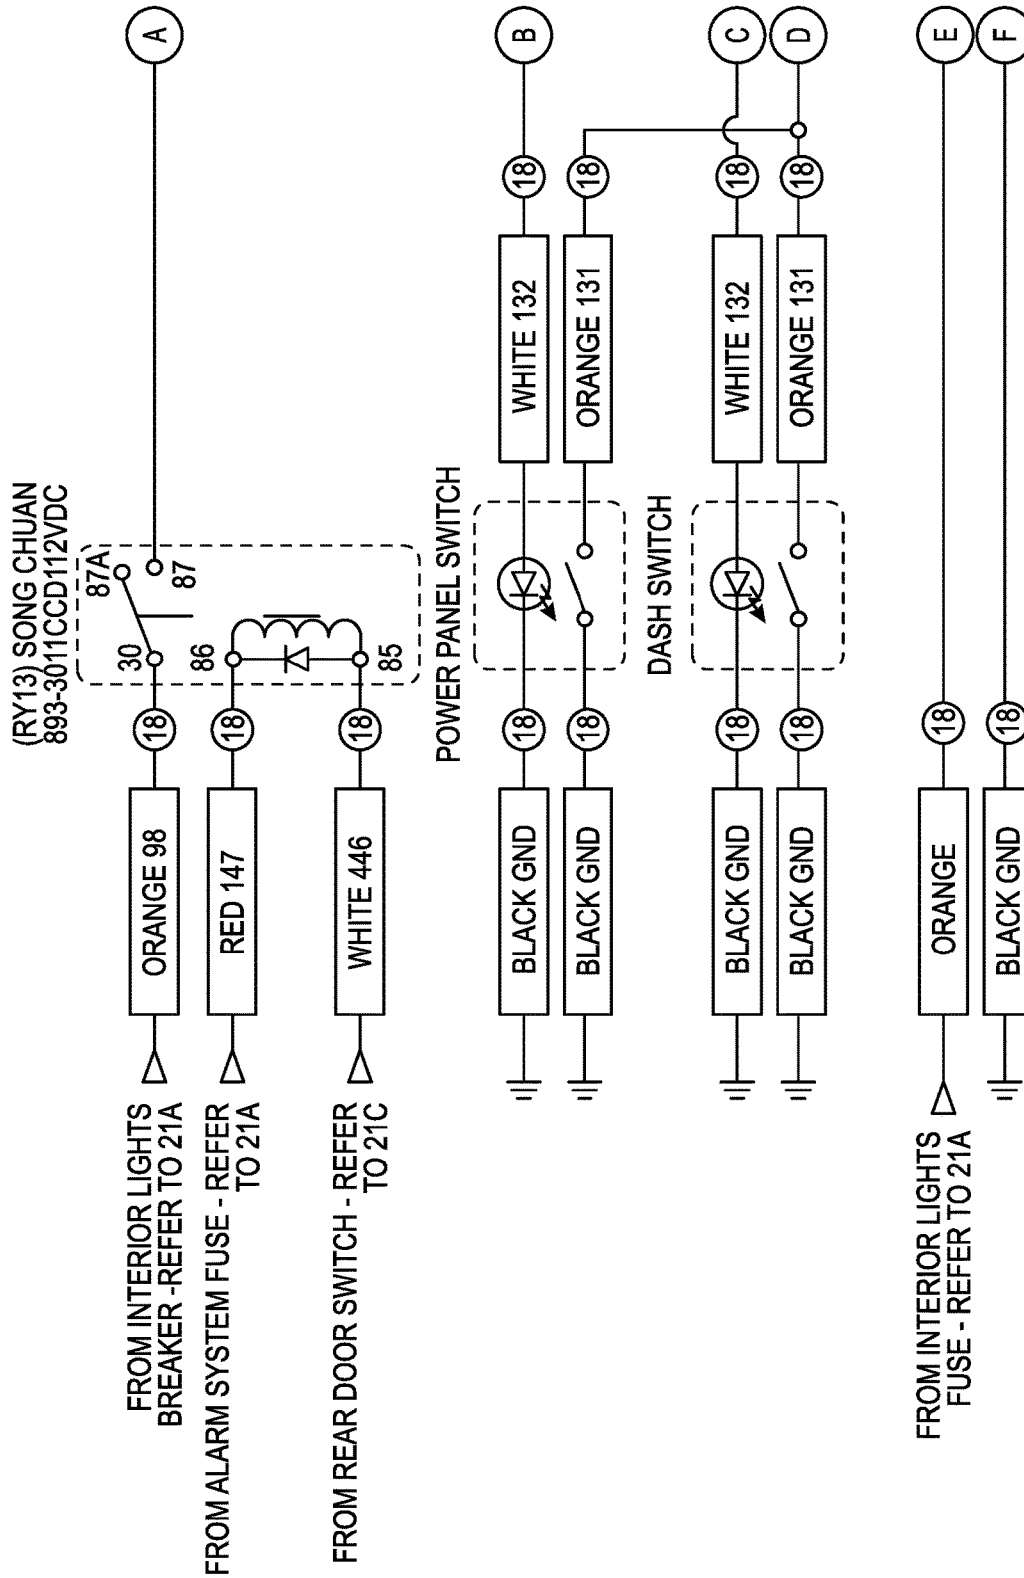 (RY13) SONG CHUAN
893-3011CCD112VDC
FROM INTERIOR LIGHTS
BREAKER -REFER TO 21A
ORANGE 98
18
30
87A
87
A
FROM ALARM SYSTEM FUSE - REFER
TO 21A
RED 147
18
86
FROM REAR DOOR SWITCH - REFER
TO 21C
WHITE 446
18
85
POWER PANEL SWITCH
BLACK GND
18
WHITE 132
18
B
BLACK GND
18
ORANGE 131
18
DASH SWITCH
BLACK GND
18
WHITE 132
18
C
BLACK GND
18
ORANGE 131
18
D
FROM INTERIOR LIGHTS
FUSE - REFER TO 21A
ORANGE
18
E
BLACK GND
18
F